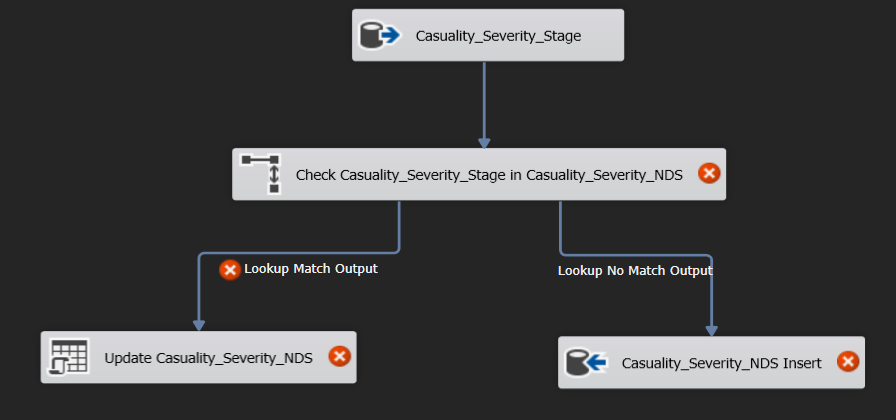 Casuality_Severity_Stage
Check Casuality_Severity_Stage in Casuality_Severity_NDS
Lookup Match Output
Lookup No Match Output
Update Casuality_Severity_NDS
Casuality_Severity_NDS Insert